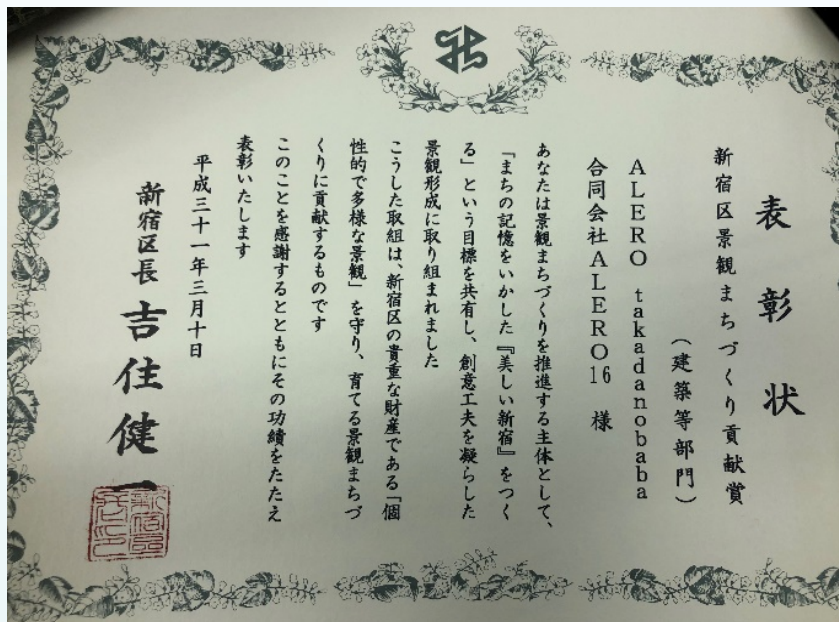 表彰状
新宿区景観まちづくり貢献賞
（建築等部門）
ALERO takadanobaba
合同会社ALERO16 様
あなたは景観まちづくりを推進する主体として、
「まちの記憶をいかした『美しい新宿』をつく
る」という目標を共有し、創意工夫を凝らした
景観形成に取り組まれました
こうした取組は、新宿区の貴重な財産である「個
性的で多様な景観」を守り、育てる景観まちづ
くりに貢献するものです
このことを感謝するとともにその功績をたたえ
表彰いたします
平成三十一年三月十日
新宿区長 吉住健一
新宿区長之印